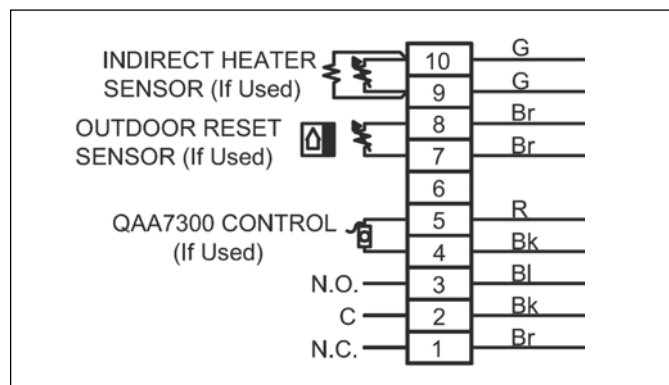 INDIRECT HEATER
SENSOR (If Used)
10 G
9 G
OUTDOOR RESET
SENSOR (If Used)
8 Br
7 Br
6
QAA7300 CONTROL
(If Used)
5 R
4 Bk
N.O. 3 Bl
C 2 Bk
N.C. 1 Br